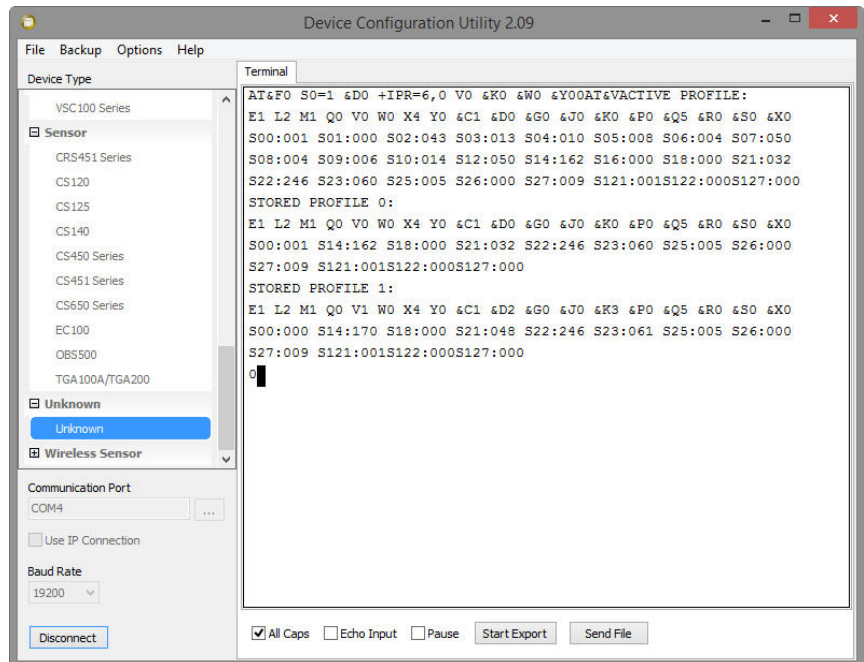 Device Configuration Utility 2.09
File Backup Options Help
Device Type
VSC100 Series
Sensor
CRS451 Series
CS120
CS125
CS140
CS450 Series
CS451 Series
CS650 Series
EC100
OBS500
TGA100A/TGA200
Unknown
Unknown
Wireless Sensor
Communication Port
COM4
...
Use IP Connection
Baud Rate
19200
Disconnect
Terminal
AT&F0 S0=1 &D0 +IPR=6,0 V0 &K0 &W0 &Y00AT&VACTIVE PROFILE:
E1 L2 M1 Q0 V0 W0 X4 Y0 &C1 &D0 &G0 &J0 &K0 &P0 &Q5 &R0 &S0 &X0
S00:001 S01:000 S02:043 S03:013 S04:010 S05:008 S06:004 S07:050
S08:004 S09:006 S10:014 S12:050 S14:162 S16:000 S18:000 S21:032
S22:246 S23:060 S25:005 S26:000 S27:009 S121:001S122:000S127:000
STORED PROFILE 0:
E1 L2 M1 Q0 V0 W0 X4 Y0 &C1 &D0 &G0 &J0 &K0 &P0 &Q5 &R0 &S0 &X0
S00:001 S14:162 S18:000 S21:032 S22:246 S23:060 S25:005 S26:000
S27:009 S121:001S122:000S127:000
STORED PROFILE 1:
E1 L2 M1 Q0 V1 W0 X4 Y0 &C1 &D2 &G0 &J0 &K3 &P0 &Q5 &R0 &S0 &X0
S00:000 S14:170 S18:000 S21:048 S22:246 S23:061 S25:005 S26:000
S27:009 S121:001S122:000S127:000
0
All Caps Echo Input Pause Start Export Send File